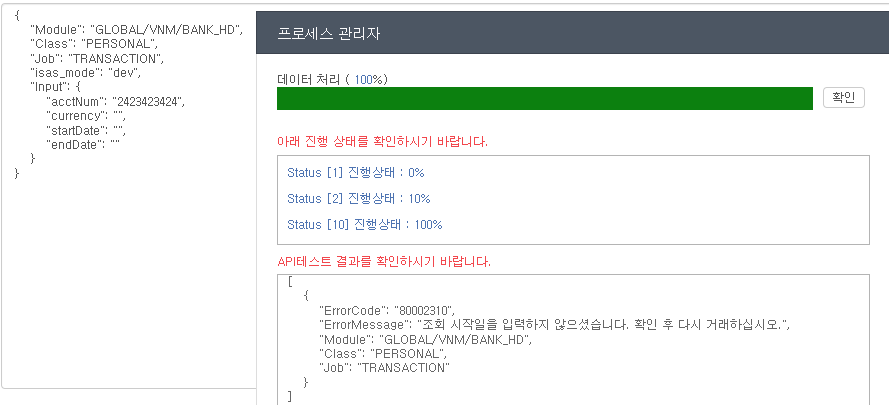 {
"Module": "GLOBAL/VNM/BANK_HD",
"Class": "PERSONAL",
"Job": "TRANSACTION",
"isas_mode": "dev",
"Input": {
"acctNum": "2423423424",
"currency": "",
"startDate": "",
"endDate": ""
}
}
프로세스 관리자
데이터 처리 ( 100%)
확인
아래 진행 상태를 확인하시기 바랍니다.
Status [1] 진행상태 : 0%
Status [2] 진행상태 : 10%
Status [10] 진행상태 : 100%
API테스트 결과를 확인하시기 바랍니다.
[
{
"ErrorCode": "80002310",
"ErrorMessage": "조회 시작일을 입력하지 않으셨습니다. 확인 후 다시 거래하십시오.",
"Module": "GLOBAL/VNM/BANK_HD",
"Class": "PERSONAL",
"Job": "TRANSACTION"
}
]